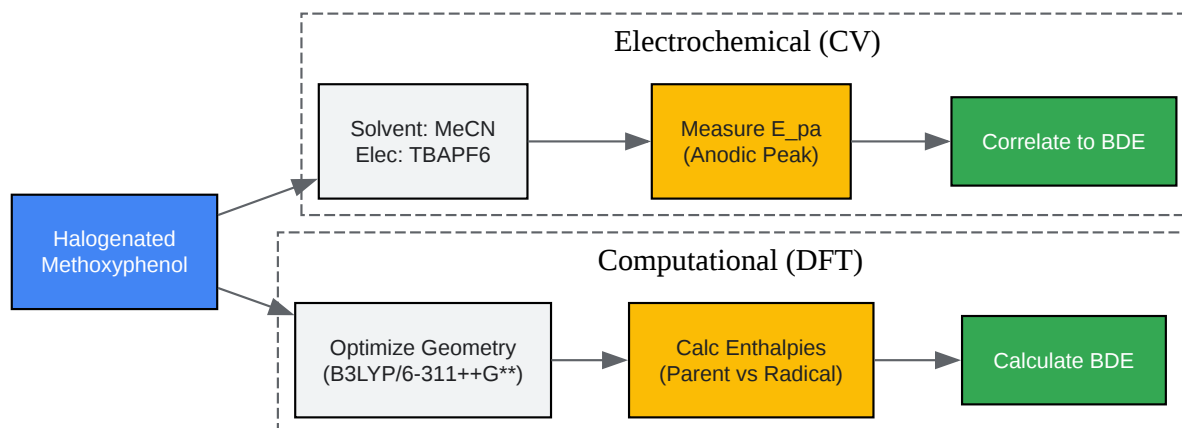 Electrochemical (CV)
Solvent: MeCN
Elec: TBAPF6
Measure E_pa
(Anodic Peak)
Correlate to BDE
Halogenated
Methoxyphenol
Computational (DFT)
Optimize Geometry
(B3LYP/6-311++G**)
Calc Enthalpies
(Parent vs Radical)
Calculate BDE